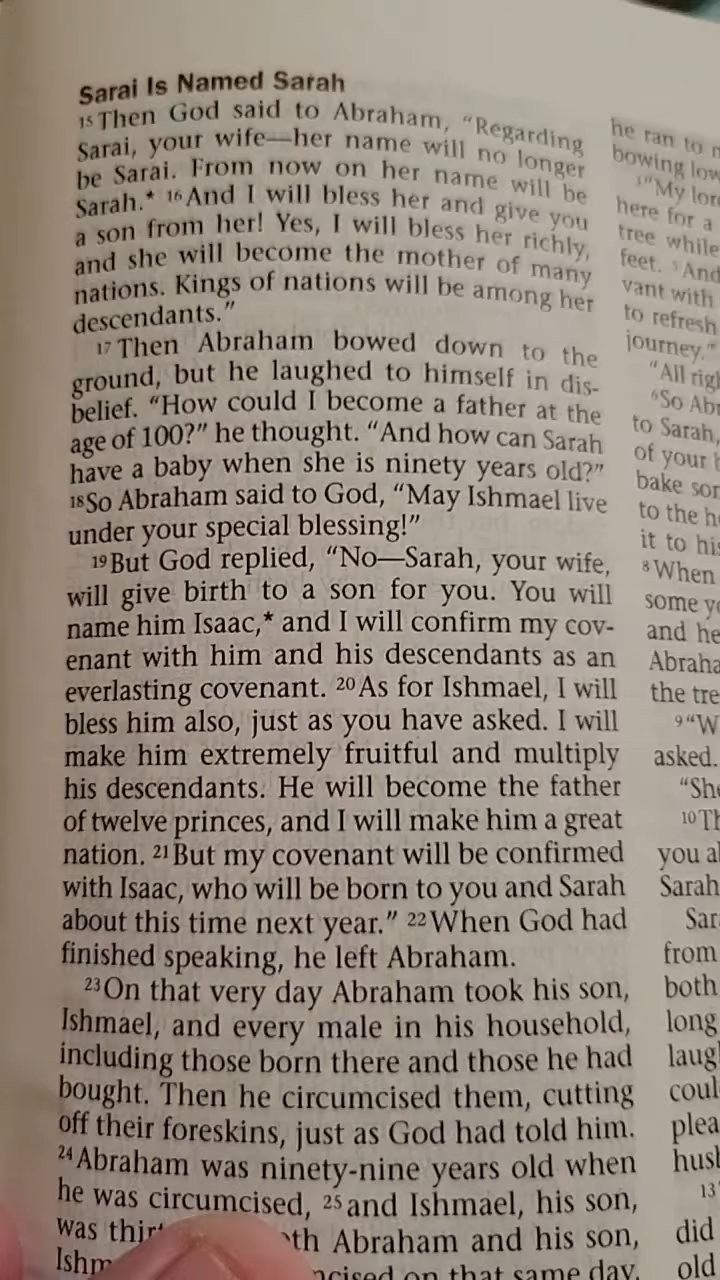 Sarai Is Named Sarah
15Then God said to Abraham, “Regarding
Sarai, your wife—her name will no longer
be Sarai. From now on her name will be
Sarah.* 16And I will bless her and give you
a son from her! Yes, I will bless her richly,
and she will become the mother of many
nations. Kings of nations will be among her
descendants.”
17Then Abraham bowed down to the
ground, but he laughed to himself in dis-
belief. “How could I become a father at the
age of 100?” he thought. “And how can Sarah
have a baby when she is ninety years old?”
18So Abraham said to God, “May Ishmael live
under your special blessing!”
19But God replied, “No—Sarah, your wife,
will give birth to a son for you. You will
name him Isaac,* and I will confirm my cov-
enant with him and his descendants as an
everlasting covenant. 20As for Ishmael, I will
bless him also, just as you have asked. I will
make him extremely fruitful and multiply
his descendants. He will become the father
of twelve princes, and I will make him a great
nation. 21But my covenant will be confirmed
with Isaac, who will be born to you and Sarah
about this time next year.” 22When God had
finished speaking, he left Abraham.
23On that very day Abraham took his son,
Ishmael, and every male in his household,
including those born there and those he had
bought. Then he circumcised them, cutting
off their foreskins, just as God had told him.
24Abraham was ninety-nine years old when
he was circumcised, 25and Ishmael, his son,
was Abraham and his son,
on that same day,
he ran to
bowing low
“My
here for a
tree while
feet. 5And
vant with
to refresh
journey.”
“All
“So
to Sarah,
of your
bake
to the
it to his
8When
some
and he
the
9“W
asked.
“She
10Th
you
Sarah
from
both
long
13
did
old